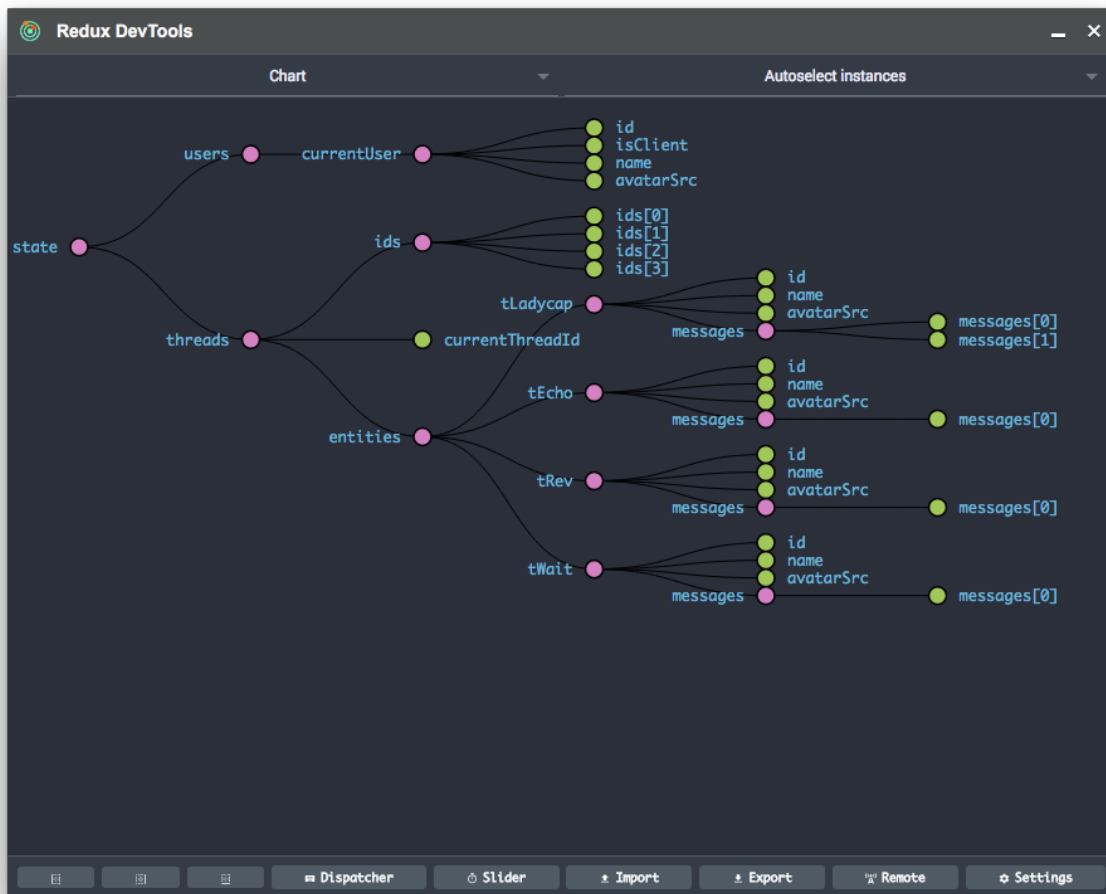 Redux DevTools
Chart
Autoselect instances
id
users
currentUser
isClient
name
avatarSrc
state
ids
ids[0]
ids[1]
ids[2]
ids[3]
tLadycap
id
name
avatarSrc
messages
messages[0]
messages[1]
threads
currentThreadId
tEcho
id
name
avatarSrc
messages
messages[0]
entities
tRev
id
name
avatarSrc
messages
messages[0]
tWait
id
name
avatarSrc
messages
messages[0]
Dispatcher
Slider
Import
Export
Remote
Settings